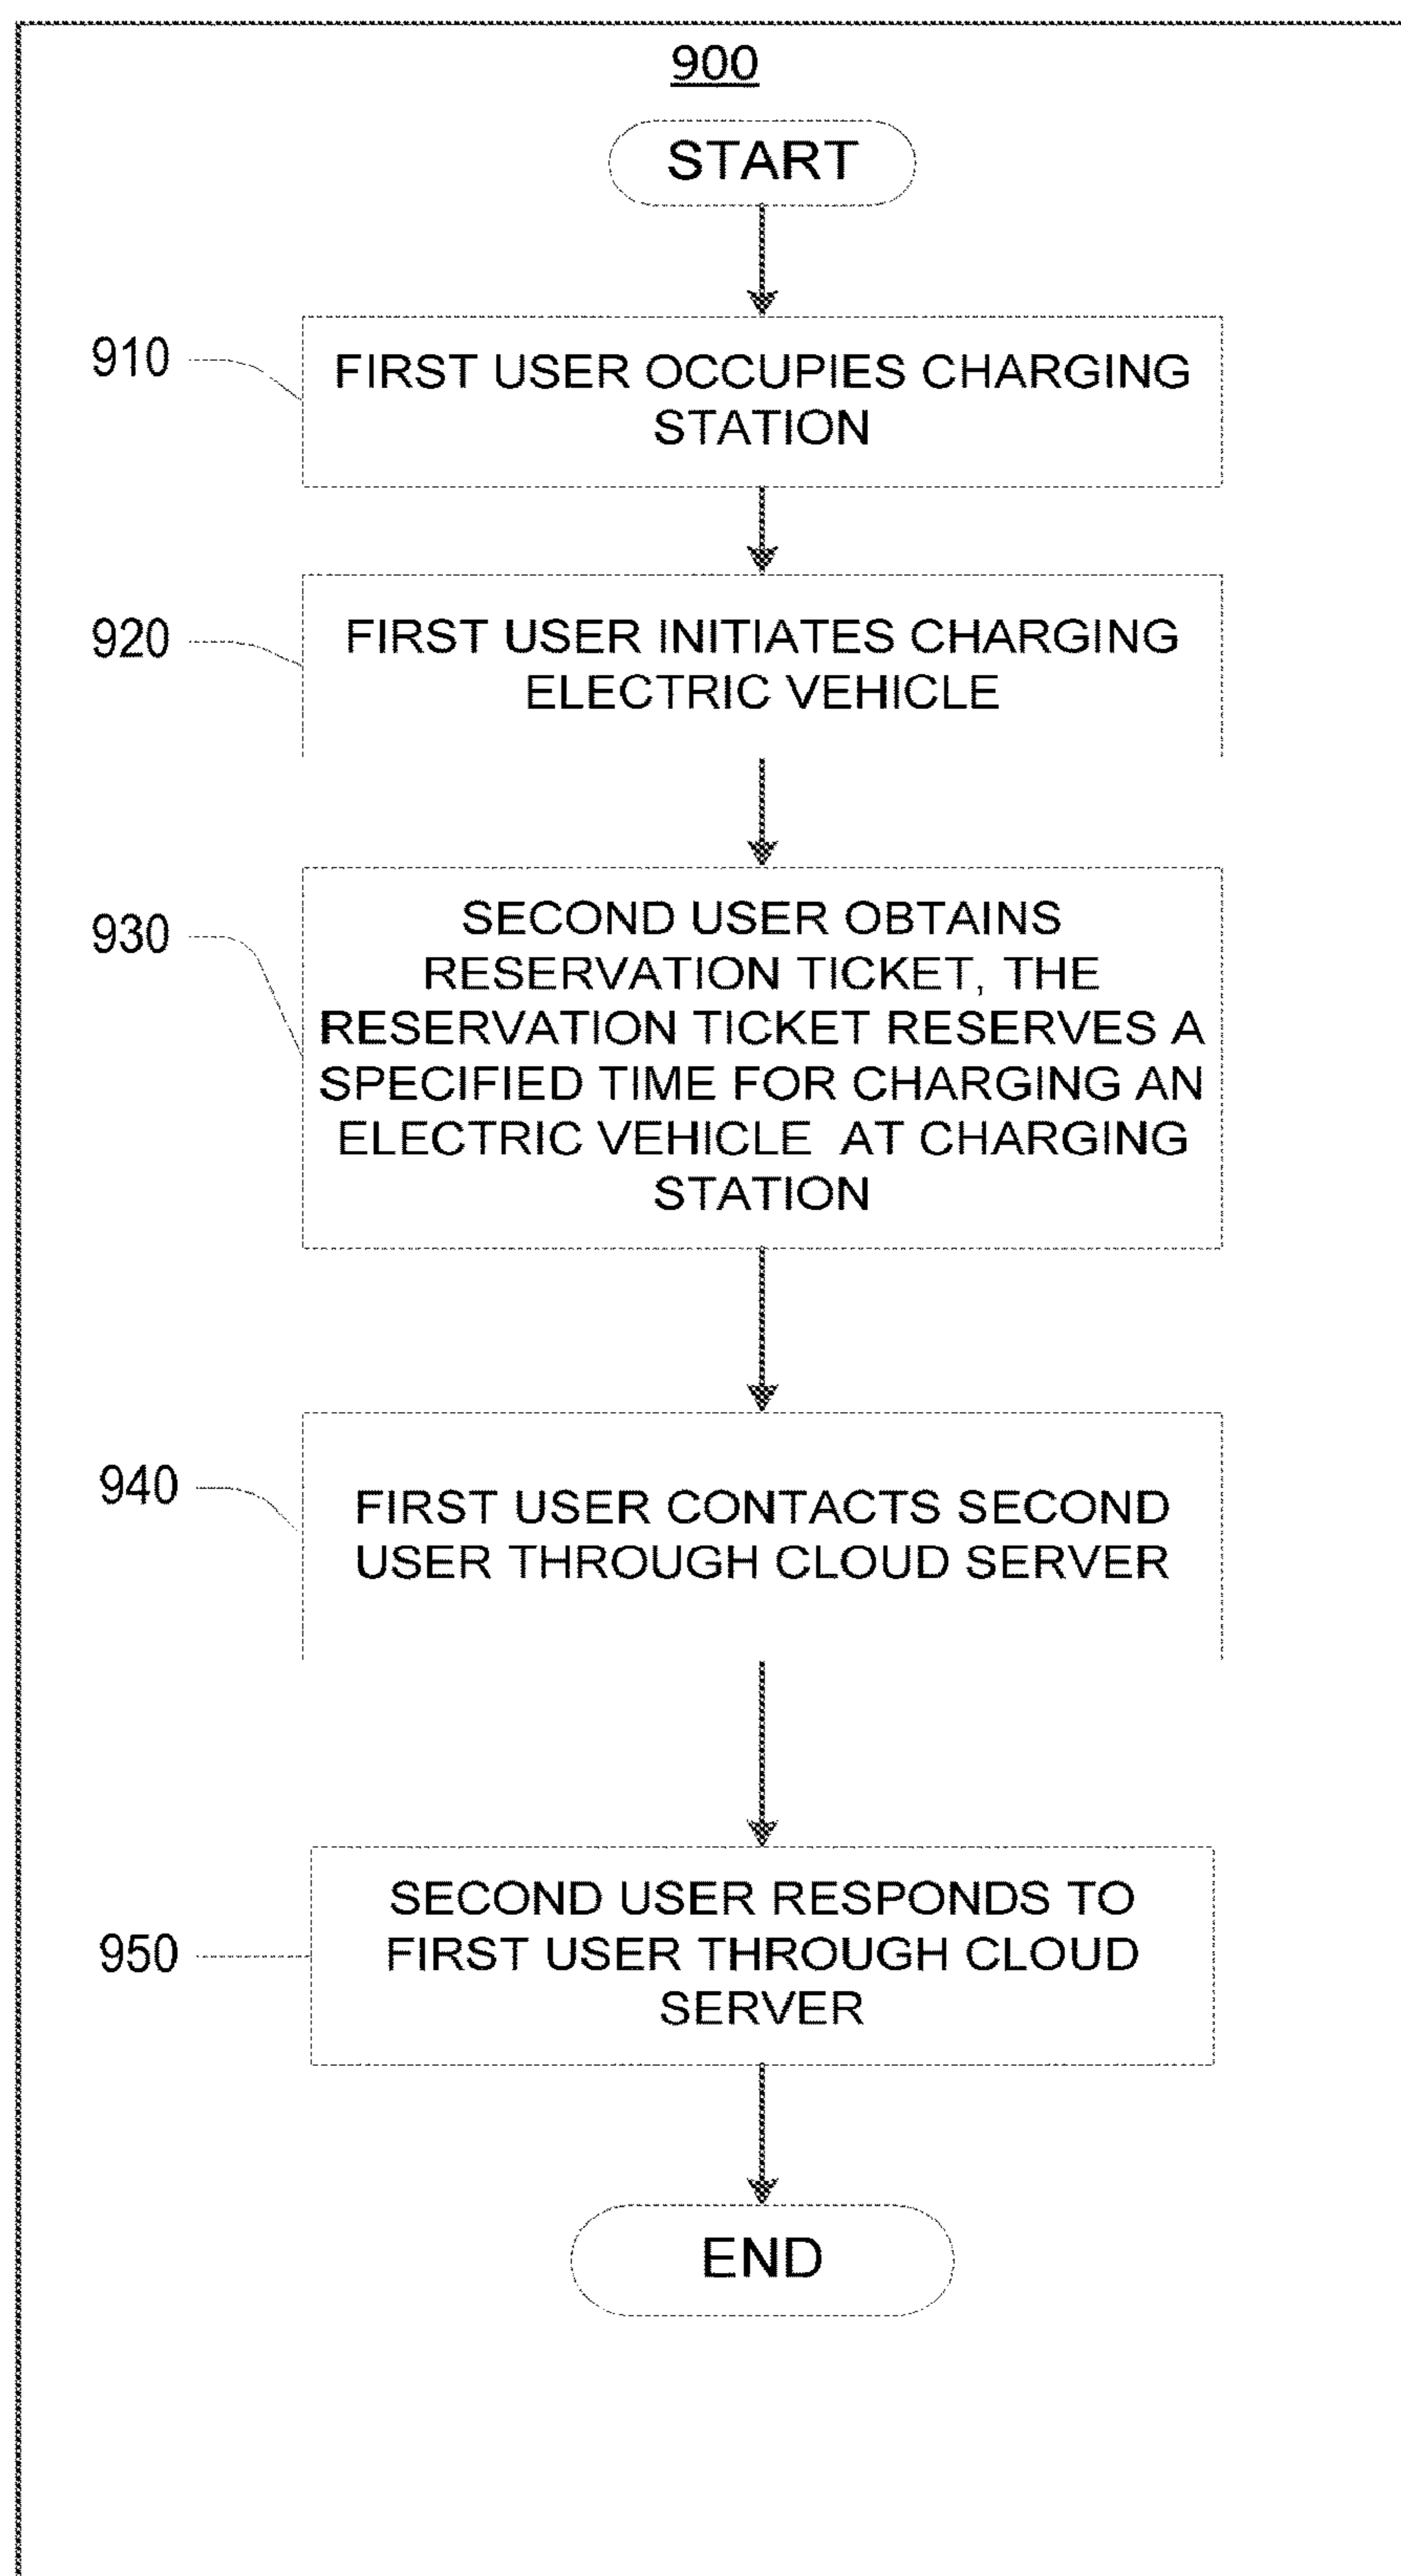 900
START
910
FIRST USER OCCUPIES CHARGING
STATION
920
FIRST USER INITIATES CHARGING
ELECTRIC VEHICLE
930
SECOND USER OBTAINS
RESERVATION TICKET, THE
RESERVATION TICKET RESERVES A
SPECIFIED TIME FOR CHARGING AN
ELECTRIC VEHICLE AT CHARGING
STATION
940
FIRST USER CONTACTS SECOND
USER THROUGH CLOUD SERVER
950
SECOND USER RESPONDS TO
FIRST USER THROUGH CLOUD
SERVER
END